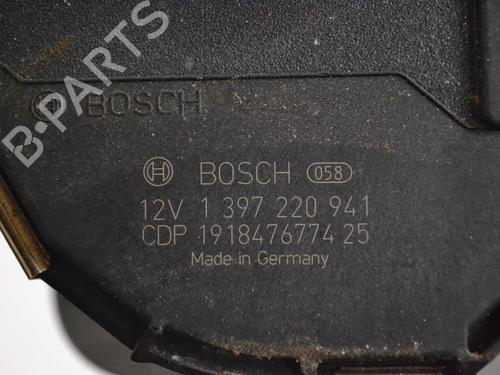 B-PARTS
BOSCH
BOSCH 058
12V 1 397 220 941
CDP 1918476774 25
Made in Germany